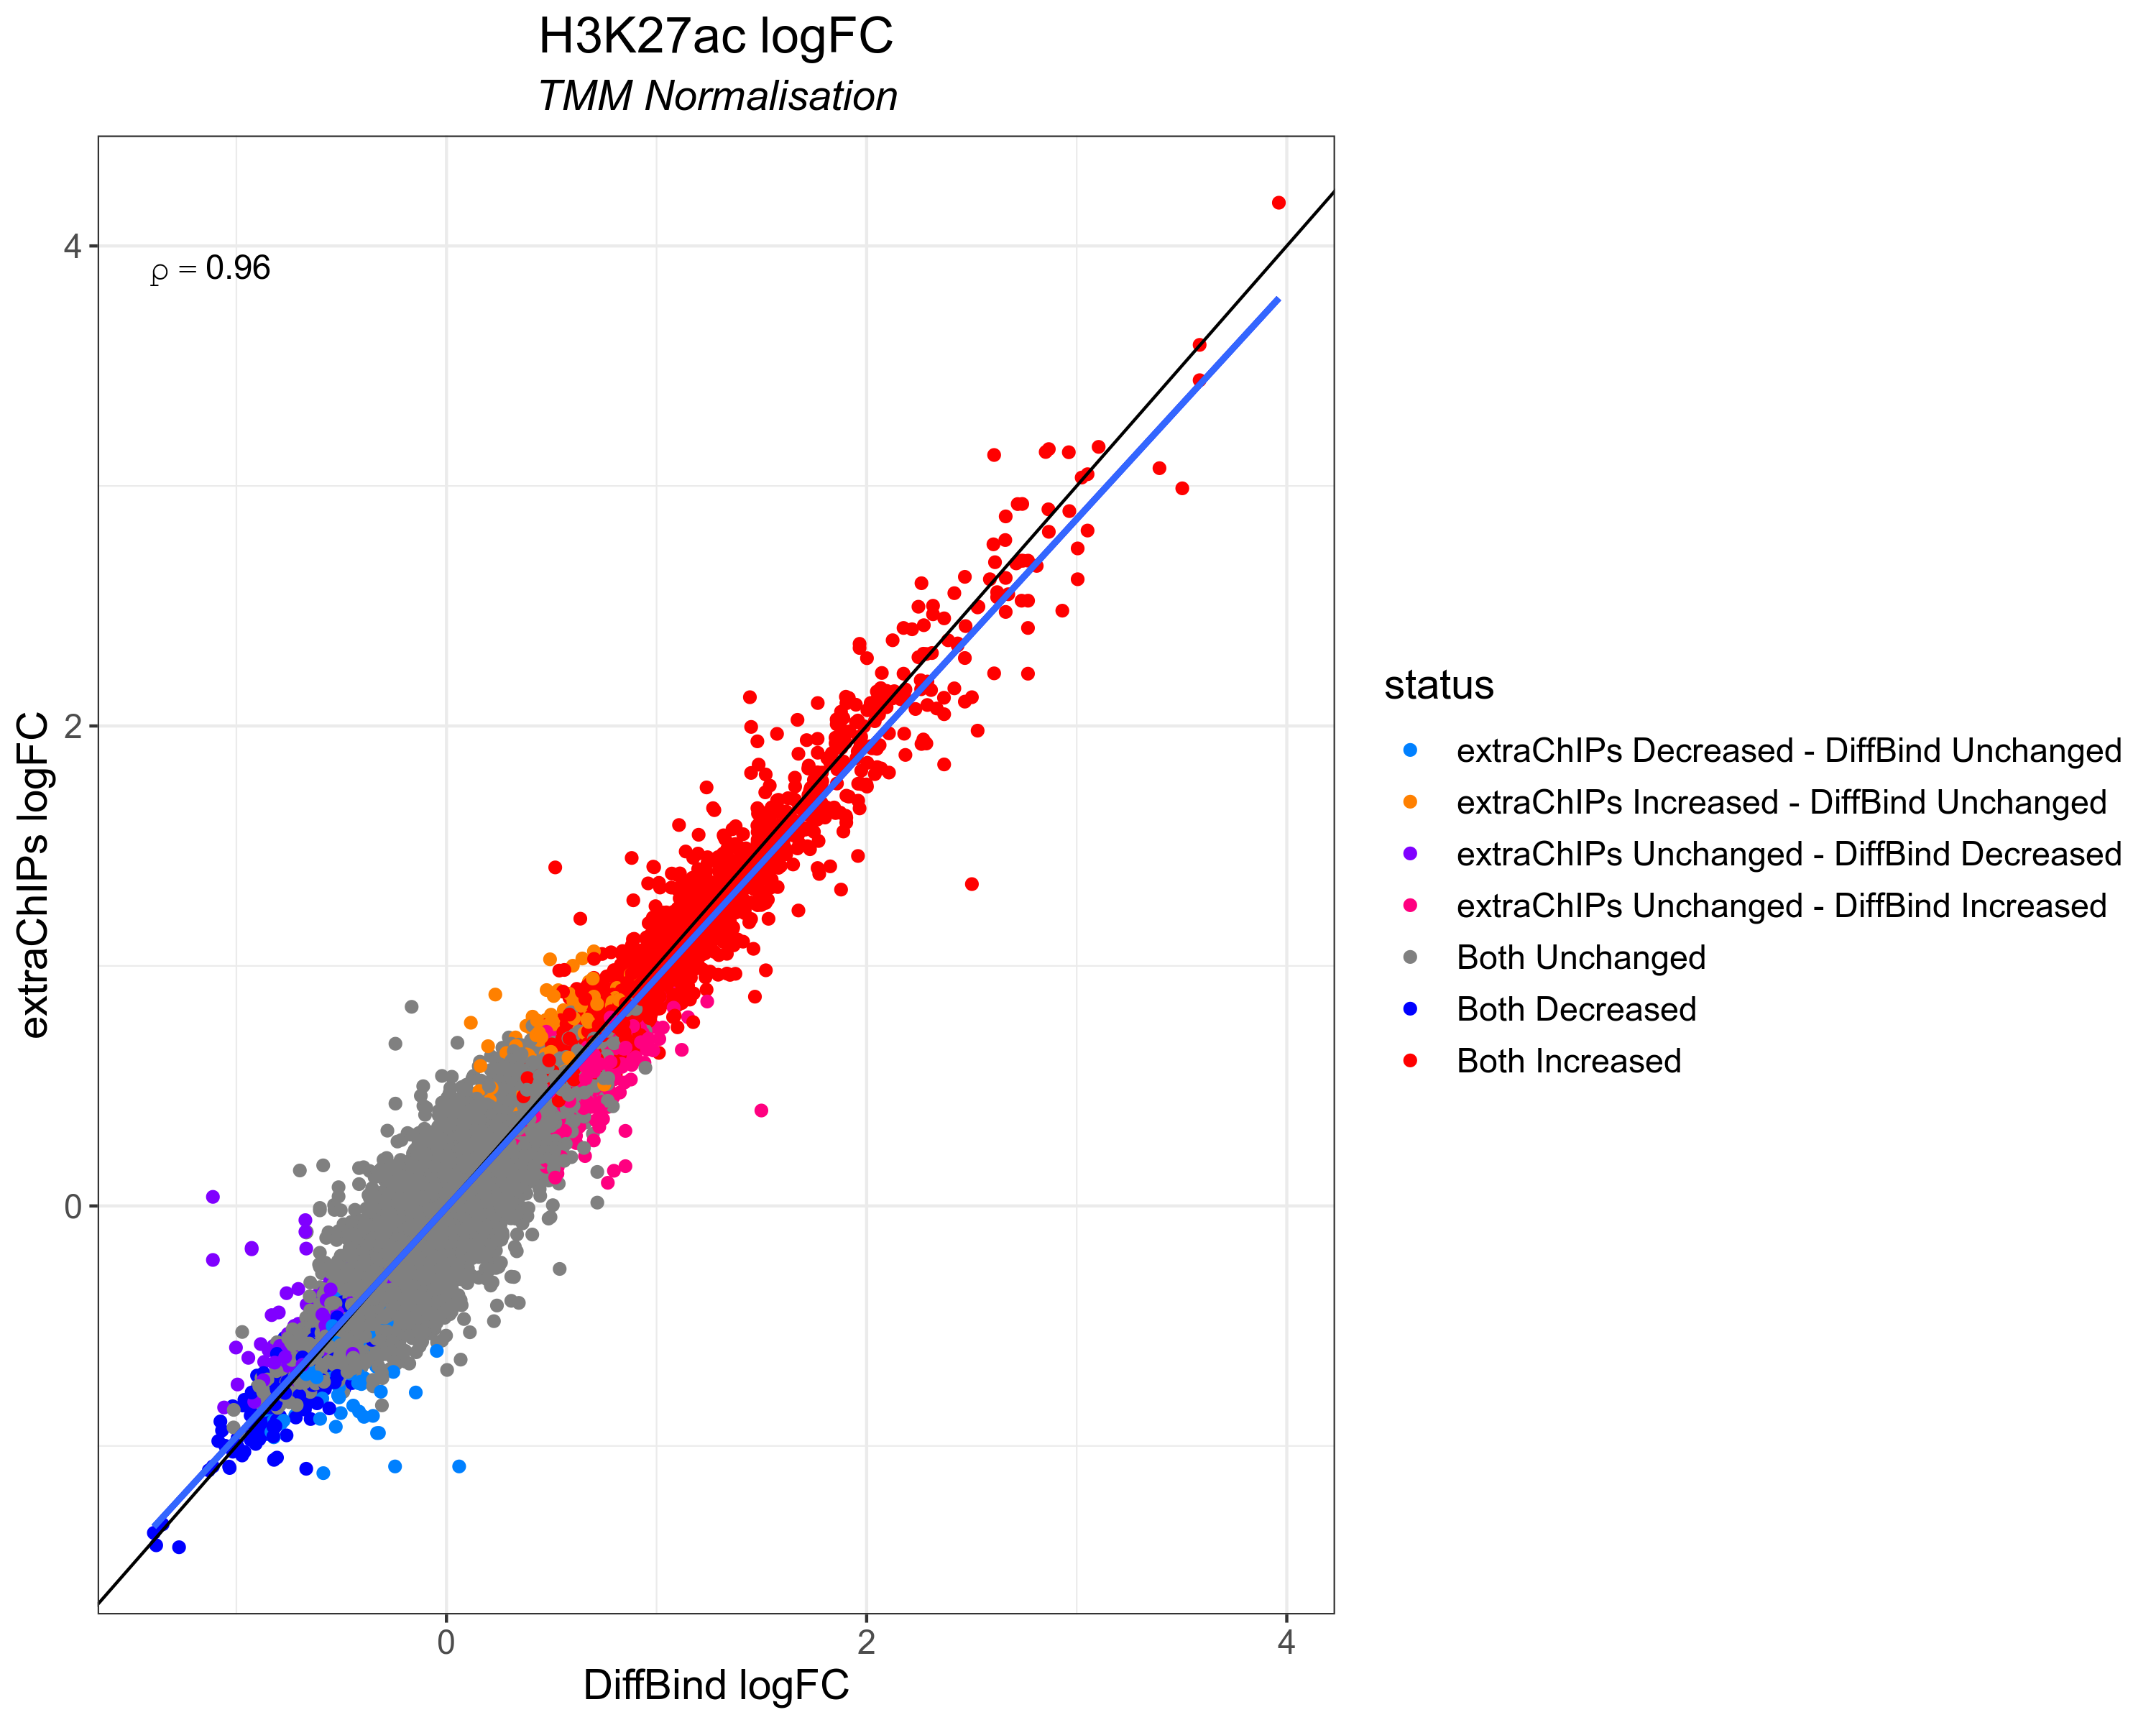 H3K27ac logFC
TMM Normalisation
ρ = 0.96
4
2
0
extraChIPs logFC
0
2
4
DiffBind logFC
status
extraChIPs Decreased - DiffBind Unchanged
extraChIPs Increased - DiffBind Unchanged
extraChIPs Unchanged - DiffBind Decreased
extraChIPs Unchanged - DiffBind Increased
Both Unchanged
Both Decreased
Both Increased